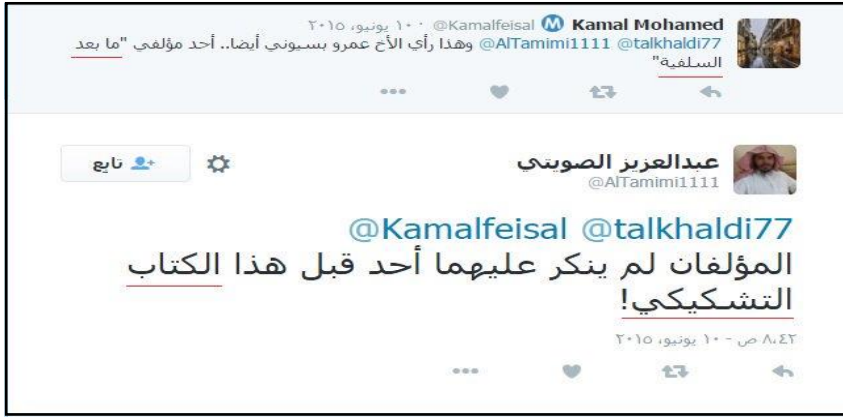 Kamal Mohamed @Kamalfeisal · ١٠ يونيو، ٢٠١٥
@AlTamimi1111 @talkhaldi77 وهذا رأي الأخ عمرو بسيوني أيضا.. أحد مؤلفي "ما بعد
السلفية"
عبدالعزيز الصويتي
@AlTamimi1111
تابع
@Kamalfeisal @talkhaldi77
المؤلفان لم ينكر عليهما أحد قبل هذا الكتاب
التشكيكي!
٨،٤٢ ص - ١٠ يونيو، ٢٠١٥